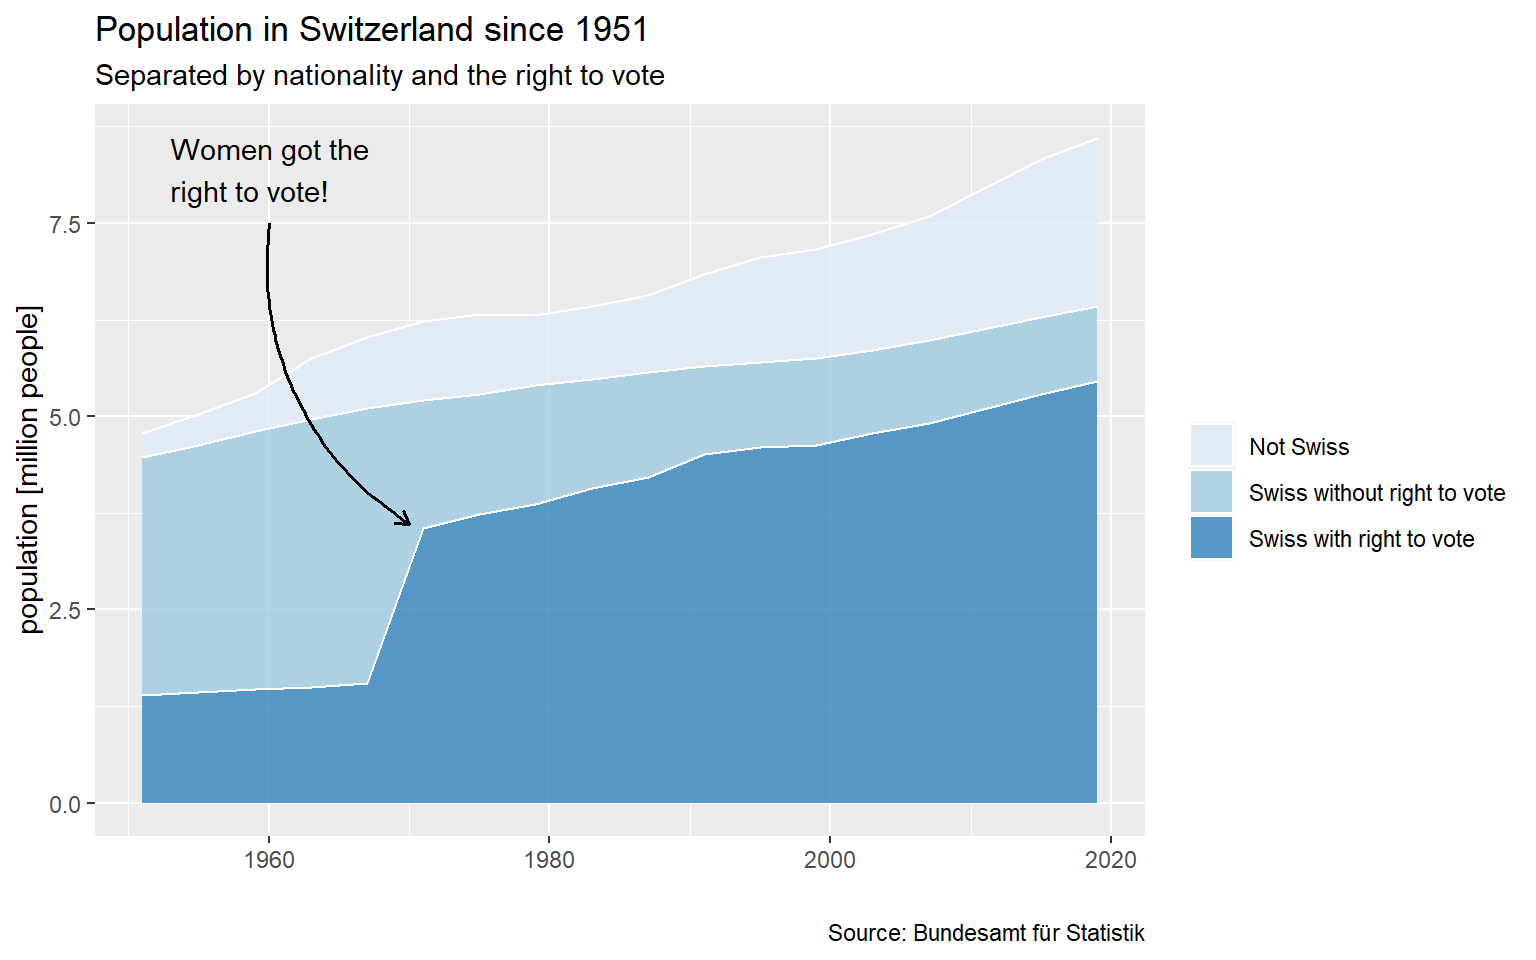 Population in Switzerland since 1951
Separated by nationality and the right to vote
Women got the
right to vote!
population [million people]
7.5
5.0
2.5
0.0
1960
1980
2000
2020
Not Swiss
Swiss without right to vote
Swiss with right to vote
Source: Bundesamt für Statistik